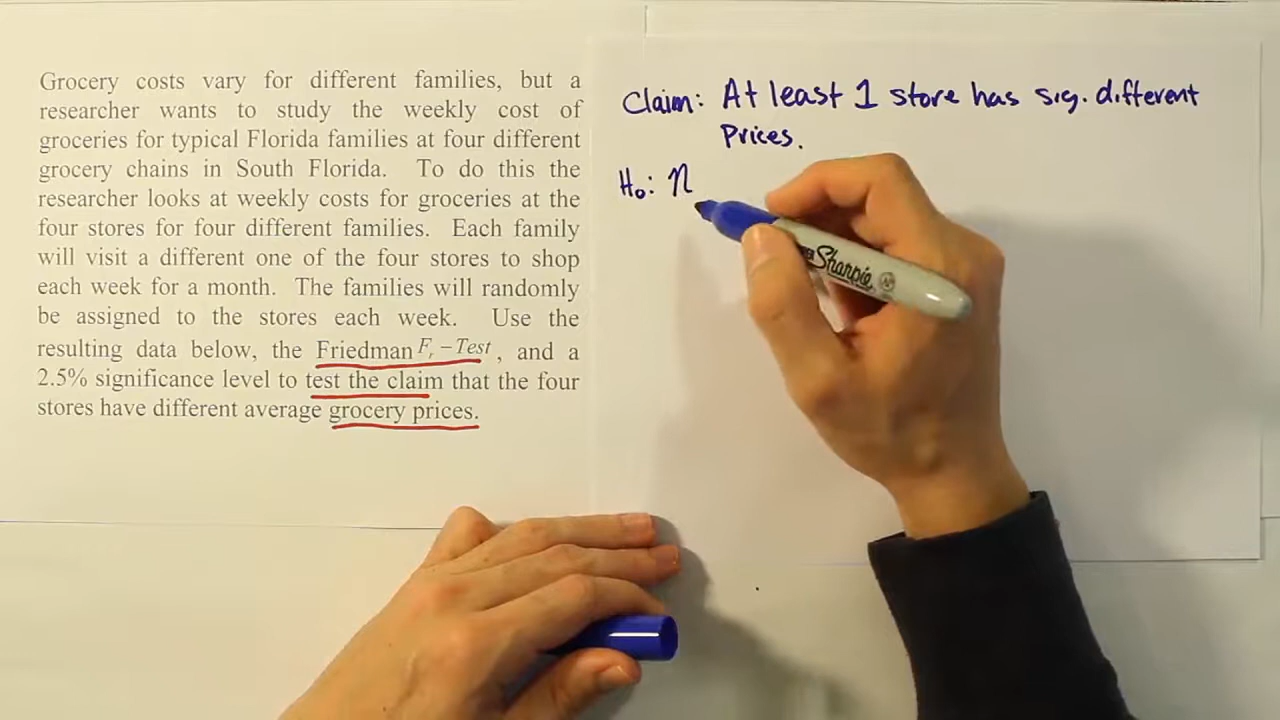 Grocery costs vary for different families, but a
researcher wants to study the weekly cost of
groceries for typical Florida families at four different
grocery chains in South Florida. To do this the
researcher looks at weekly costs for groceries at the
four stores for four different families. Each family
will visit a different one of the four stores to shop
each week for a month. The families will randomly
be assigned to the stores each week. Use the
resulting data below, the Friedman Fr – Test , and a
2.5% significance level to test the claim that the four
stores have different average grocery prices.
Claim: At least 1 store has sig. different
Prices.
H₀: η
Sharpie